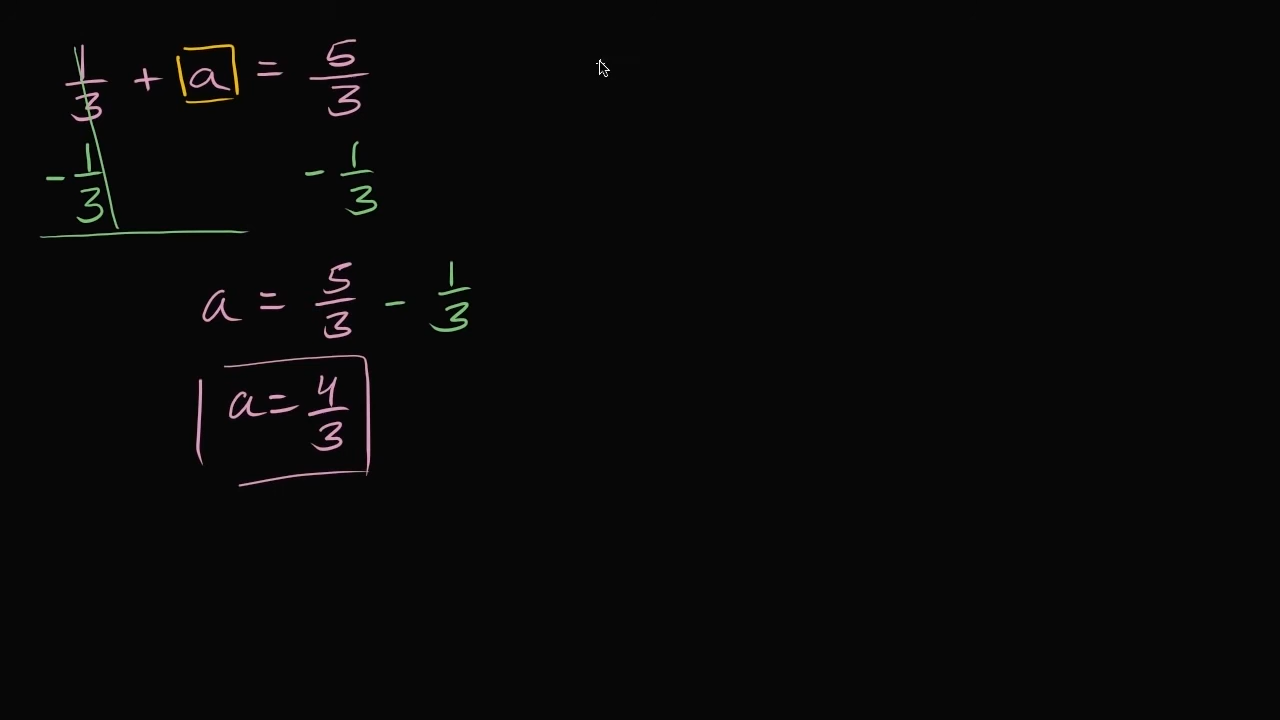 1/3 + a = 5/3
- 1/3 - 1/3
a = 5/3 - 1/3
a = 4/3